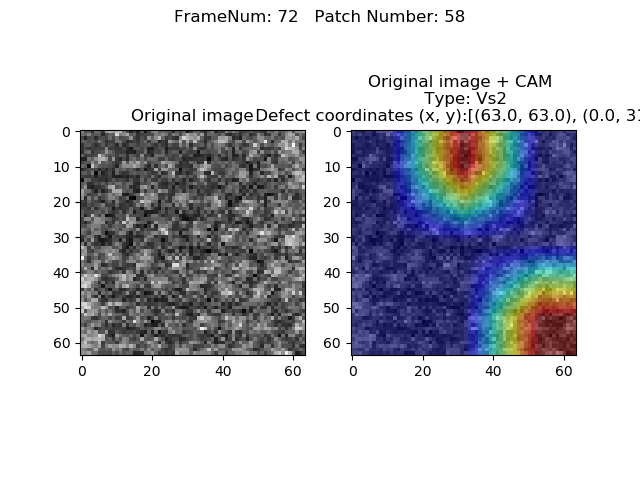 FrameNum: 72   Patch Number: 58
Original image + CAM
Type: Vs2
Original image
Defect coordinates (x, y):[(63.0, 63.0), (0.0, 31
0
10
20
30
40
50
60
0 20 40 60
0
10
20
30
40
50
60
0 20 40 60